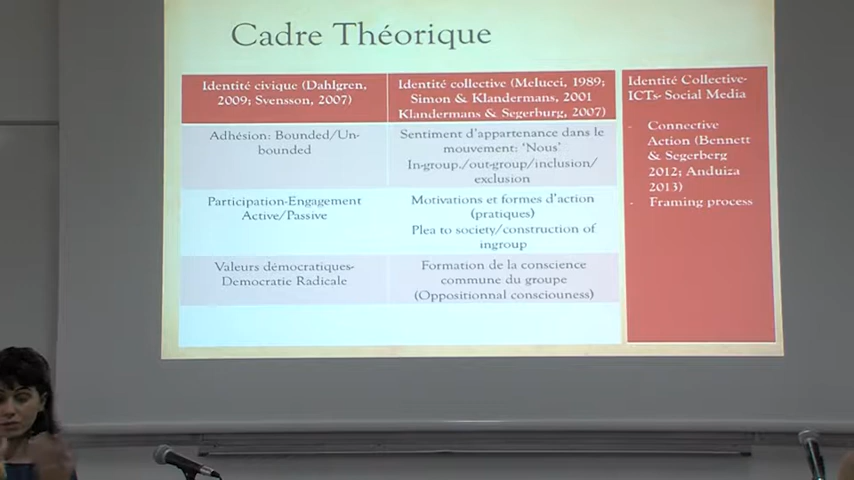 Cadre Théorique
Identité civique (Dahlgren,
2009; Svensson, 2007)
Identité collective (Melucci, 1989;
Simon & Klandermans, 2001
Klandermans & Segerburg, 2007)
Identité Collective-
ICTs- Social Media
Adhésion: Bounded/Un-
bounded
Sentiment d'appartenance dans le
mouvement: 'Nous'
In-group,/out-group/inclusion/
exclusion
- Connective
Action (Bennett
& Segerberg
2012; Anduiza
2013)
- Framing process
Participation-Engagement
Active/Passive
Motivations et formes d'action
(pratiques)
Plea to society/construction of
ingroup
Valeurs démocratiques-
Democratie Radicale
Formation de la conscience
commune du groupe
(Oppositionnal consciouness)